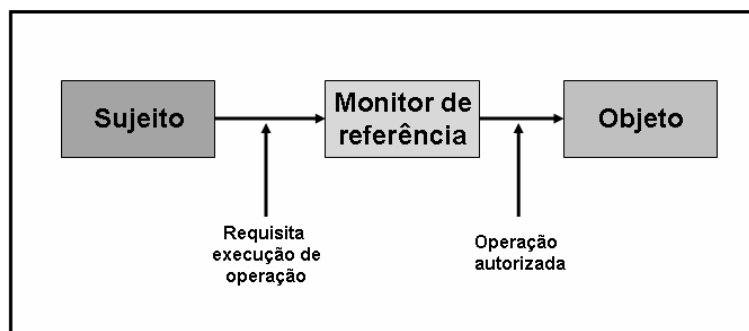 Sujeito
Monitor de
referência
Objeto
Requisita
execução de
operação
Operação
autorizada